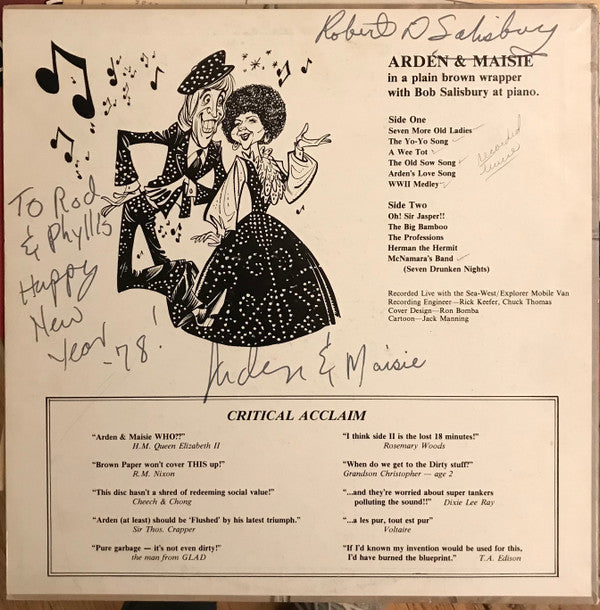 Robert D Salisbury
ARDEN & MAISIE
in a plain brown wrapper
with Bob Salisbury at piano.
Side One
Seven More Old Ladies
The Yo-Yo Song
A Wee Tot
The Old Sow Song
Arden's Love Song
WWII Medley
recorded
Side Two
Oh! Sir Jasper!!
The Big Bamboo
The Professions
Herman the Hermit
McNamara's Band
(Seven Drunken Nights)
Recorded Live with the Sea-West/Explorer Mobile Van
Recording Engineer—Rick Keefer, Chuck Thomas
Cover Design—Ron Bomba
Cartoon—Jack Manning
To Rod
& Phyllis
Happy
New
Year
-78!
Arden & Maisie
CRITICAL ACCLAIM
"Arden & Maisie WHO??"
H.M. Queen Elizabeth II
"Brown Paper won't cover THIS up!"
R.M. Nixon
"This disc hasn't a shred of redeeming social value!"
Cheech & Chong
"Arden (at least) should be 'Flushed' by his latest triumph."
Sir Thos. Crapper
"Pure garbage — it's not even dirty!"
the man from GLAD
"I think side II is the lost 18 minutes!"
Rosemary Woods
"When do we get to the Dirty stuff?"
Grandson Christopher — age 2
"...and they're worried about super tankers
polluting the sound!!" Dixie Lee Ray
"...a les pur, tout est pur"
Voltaire
"If I'd known my invention would be used for this,
I'd have burned the blueprint." T.A. Edison